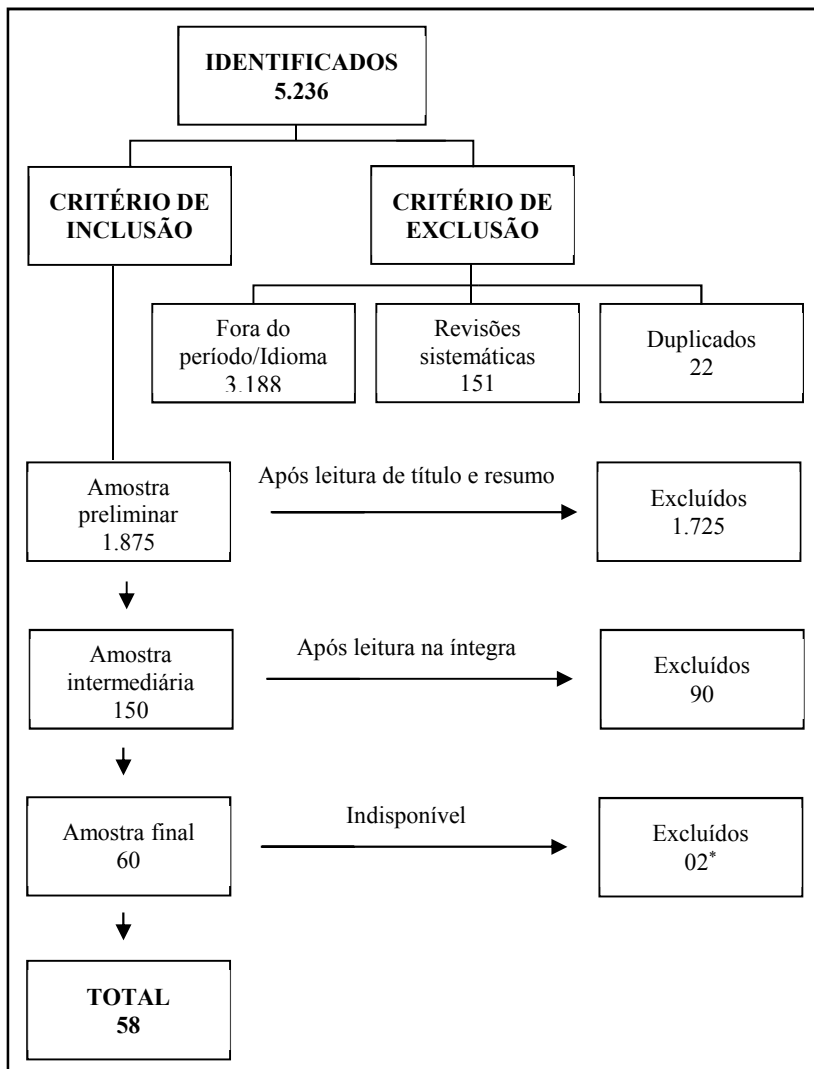 IDENTIFICADOS
5.236
CRITÉRIO DE
INCLUSÃO
CRITÉRIO DE
EXCLUSÃO
Fora do
período/Idioma
3.188
Revisões
sistemáticas
151
Duplicados
22
Amostra
preliminar
1.875
Após leitura de título e resumo
Excluídos
1.725
Amostra
intermediária
150
Após leitura na íntegra
Excluídos
90
Amostra final
60
Indisponível
Excluídos
02*
TOTAL
58